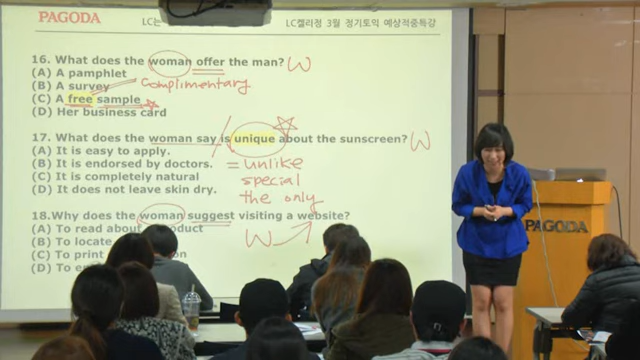 PAGODA
LC는
LC켈리정 3월 정기토익 예상적중특강
16. What does the woman offer the man? W
(A) A pamphlet
(B) A survey
Complimentary
(C) A free sample
(D) Her business card
17. What does the woman say is unique about the sunscreen? W
(A) It is easy to apply.
(B) It is endorsed by doctors.
(C) It is completely natural
(D) It does not leave skin dry.
= unlike
special
the only
18.Why does the woman suggest visiting a website?
W
(A) To read about product
(B) To locate
(C) To print
(D) To
PAGODA